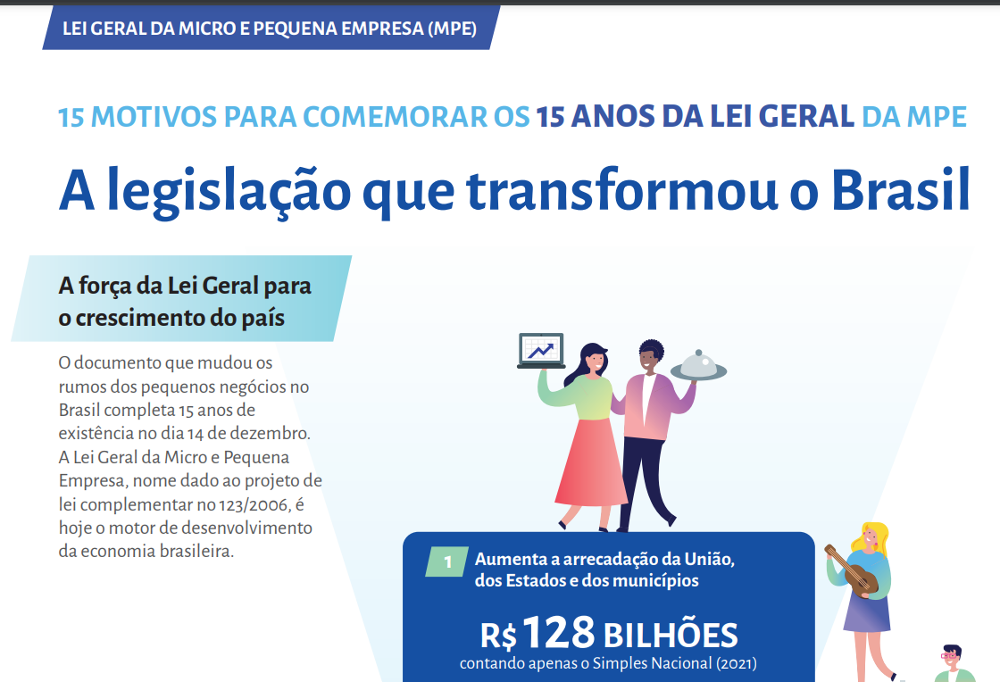 LEI GERAL DA MICRO E PEQUENA EMPRESA (MPE)
15 MOTIVOS PARA COMEMORAR OS 15 ANOS DA LEI GERAL DA MPE
A legislação que transformou o Brasil
A força da Lei Geral para
o crescimento do país
O documento que mudou os
rumos dos pequenos negócios no
Brasil completa 15 anos de
existência no dia 14 de dezembro.
A Lei Geral da Micro e Pequena
Empresa, nome dado ao projeto de
lei complementar no 123/2006, é
hoje o motor de desenvolvimento
da economia brasileira.
1 Aumenta a arrecadação da União,
dos Estados e dos municípios
R$ 128 BILHÕES
contando apenas o Simples Nacional (2021)